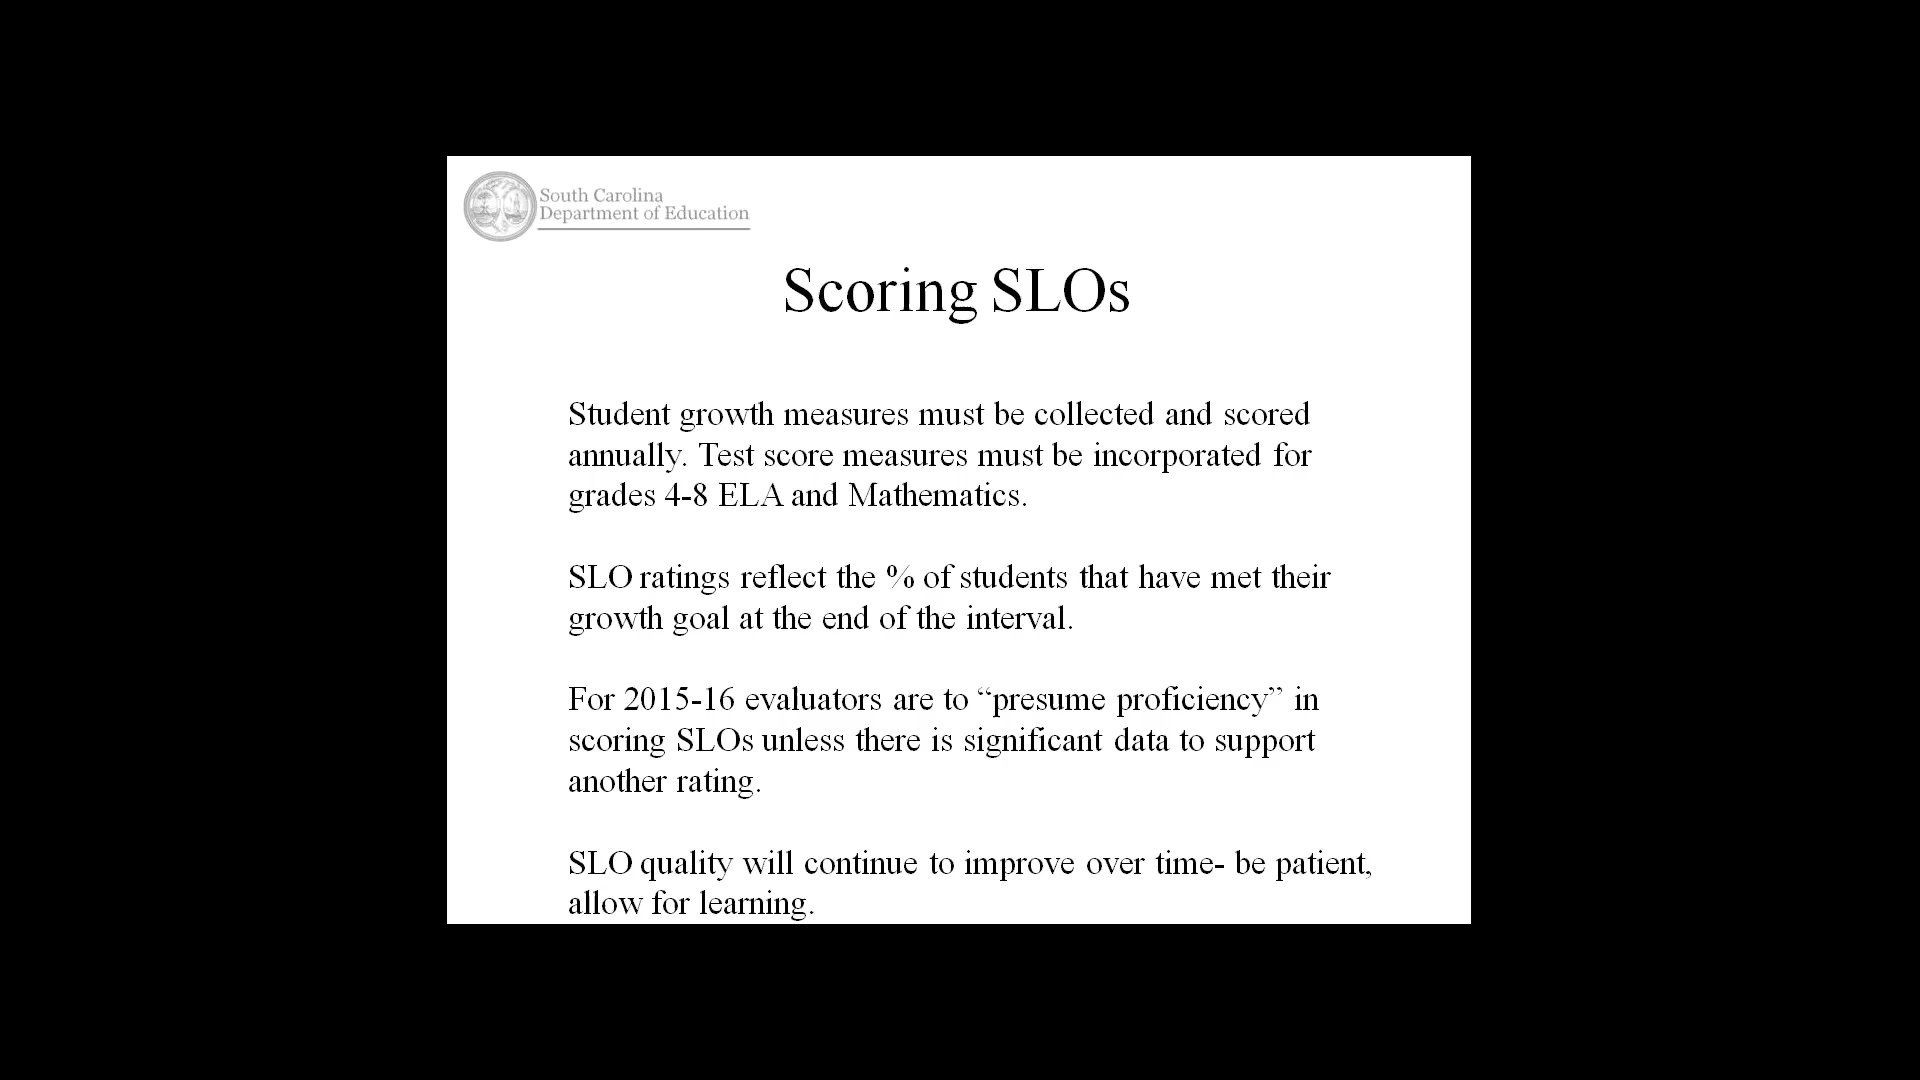 South Carolina
Department of Education
Scoring SLOs
Student growth measures must be collected and scored
annually. Test score measures must be incorporated for
grades 4-8 ELA and Mathematics.
SLO ratings reflect the % of students that have met their
growth goal at the end of the interval.
For 2015-16 evaluators are to “presume proficiency” in
scoring SLOs unless there is significant data to support
another rating.
SLO quality will continue to improve over time- be patient,
allow for learning.